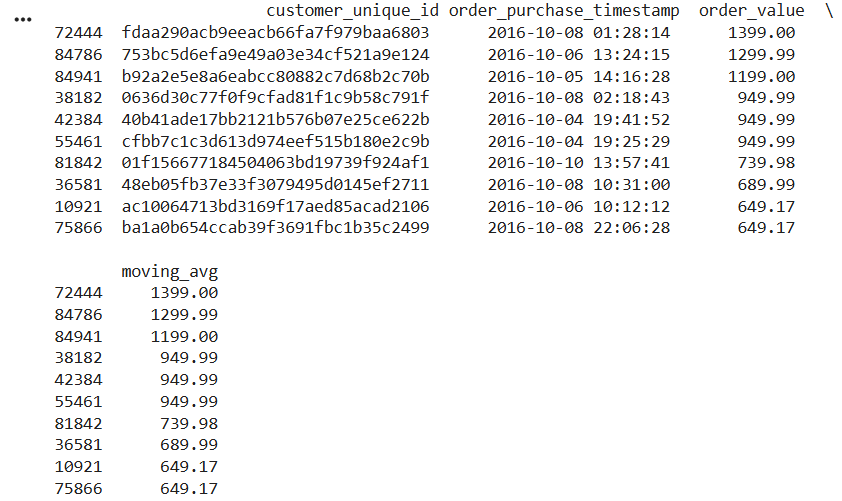 ...
customer_unique_id order_purchase_timestamp order_value \
72444 fdaa290acb9eeacb66fa7f979baa6803 2016-10-08 01:28:14 1399.00
84786 753bc5d6efa9e49a03e34cf521a9e124 2016-10-06 13:24:15 1299.99
84941 b92a2e5e8a6eabcc80882c7d68b2c70b 2016-10-05 14:16:28 1199.00
38182 0636d30c77f0f9cfad81f1c9b58c791f 2016-10-08 02:18:43 949.99
42384 40b41ade17bb2121b576b07e25ce622b 2016-10-04 19:41:52 949.99
55461 cfbb7c1c3d613d974eef515b180e2c9b 2016-10-04 19:25:29 949.99
81842 01f156677184504063bd19739f924af1 2016-10-10 13:57:41 739.98
36581 48eb05fb37e33f3079495d0145ef2711 2016-10-08 10:31:00 689.99
10921 ac10064713bd3169f17aed85acad2106 2016-10-06 10:12:12 649.17
75866 ba1a0b654ccab39f3691fbc1b35c2499 2016-10-08 22:06:28 649.17
moving_avg
72444 1399.00
84786 1299.99
84941 1199.00
38182 949.99
42384 949.99
55461 949.99
81842 739.98
36581 689.99
10921 649.17
75866 649.17